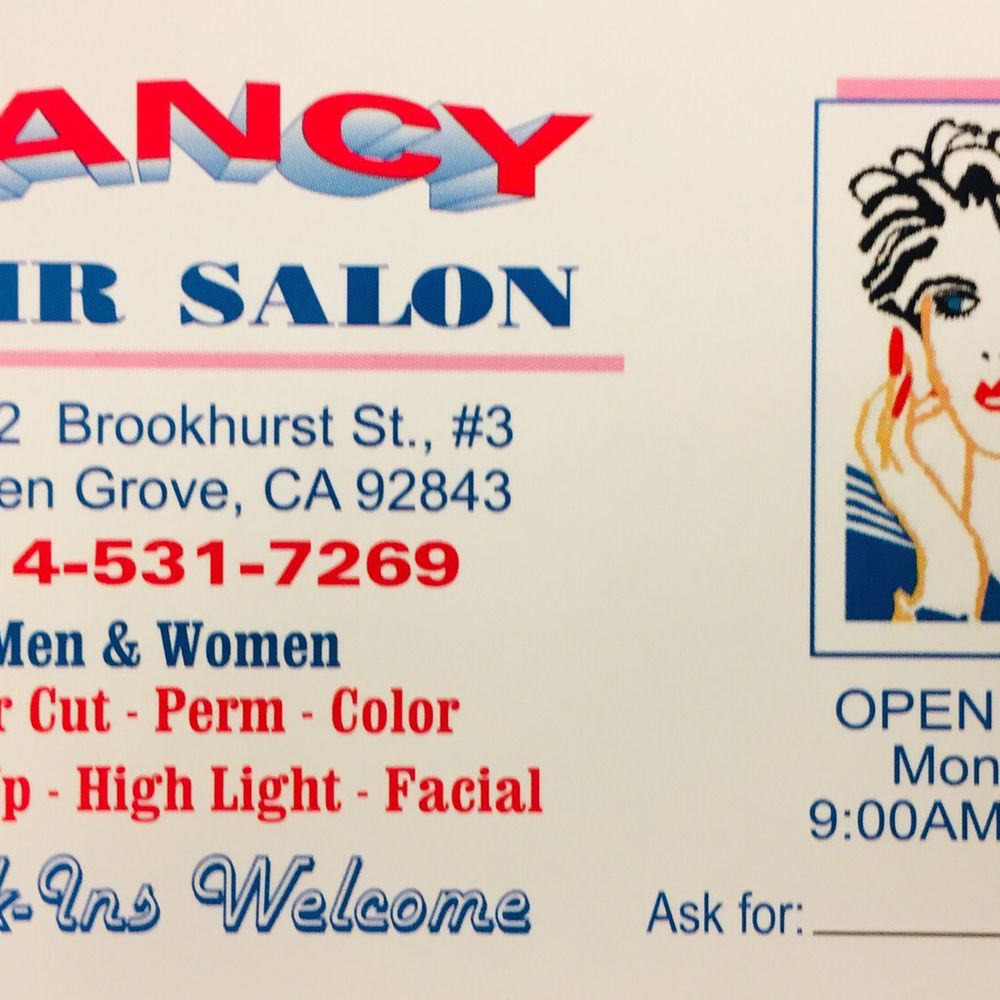 ANCY
IR SALON
2 Brookhurst St., #3
en Grove, CA 92843
4-531-7269
Men & Women
r Cut - Perm - Color
p - High Light - Facial
k-Ins Welcome
OPEN
Mon
9:00AM
Ask for: